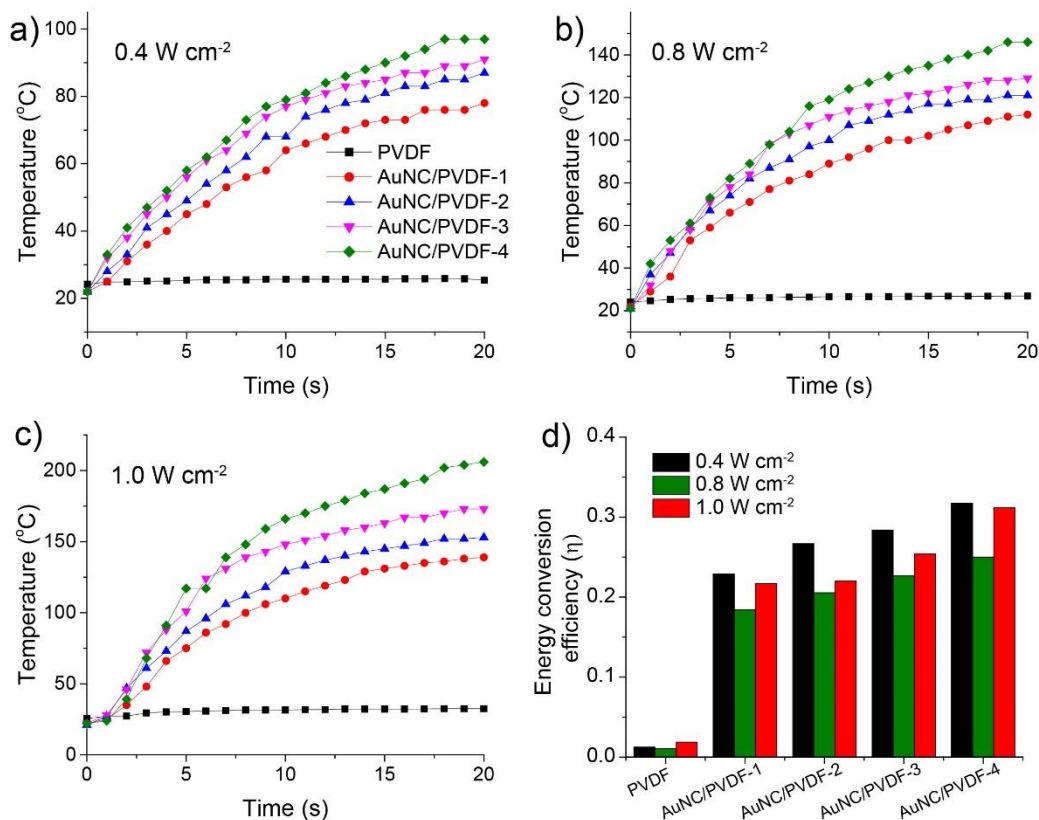 a)
0.4 W cm⁻²
100
80
60
40
20
Temperature (°C)
PVDF
AuNC/PVDF-1
AuNC/PVDF-2
AuNC/PVDF-3
AuNC/PVDF-4
0 5 10 15 20
Time (s)
b)
0.8 W cm⁻²
140
120
100
80
60
40
20
Temperature (°C)
0 5 10 15 20
Time (s)
c)
1.0 W cm⁻²
200
150
100
50
0
Temperature (°C)
0 5 10 15 20
Time (s)
d)
0.4 W cm⁻²
0.8 W cm⁻²
1.0 W cm⁻²
0.4
0.3
0.2
0.1
0.0
Energy conversion
efficiency (η)
PVDF
AuNC/PVDF-1
AuNC/PVDF-2
AuNC/PVDF-3
AuNC/PVDF-4